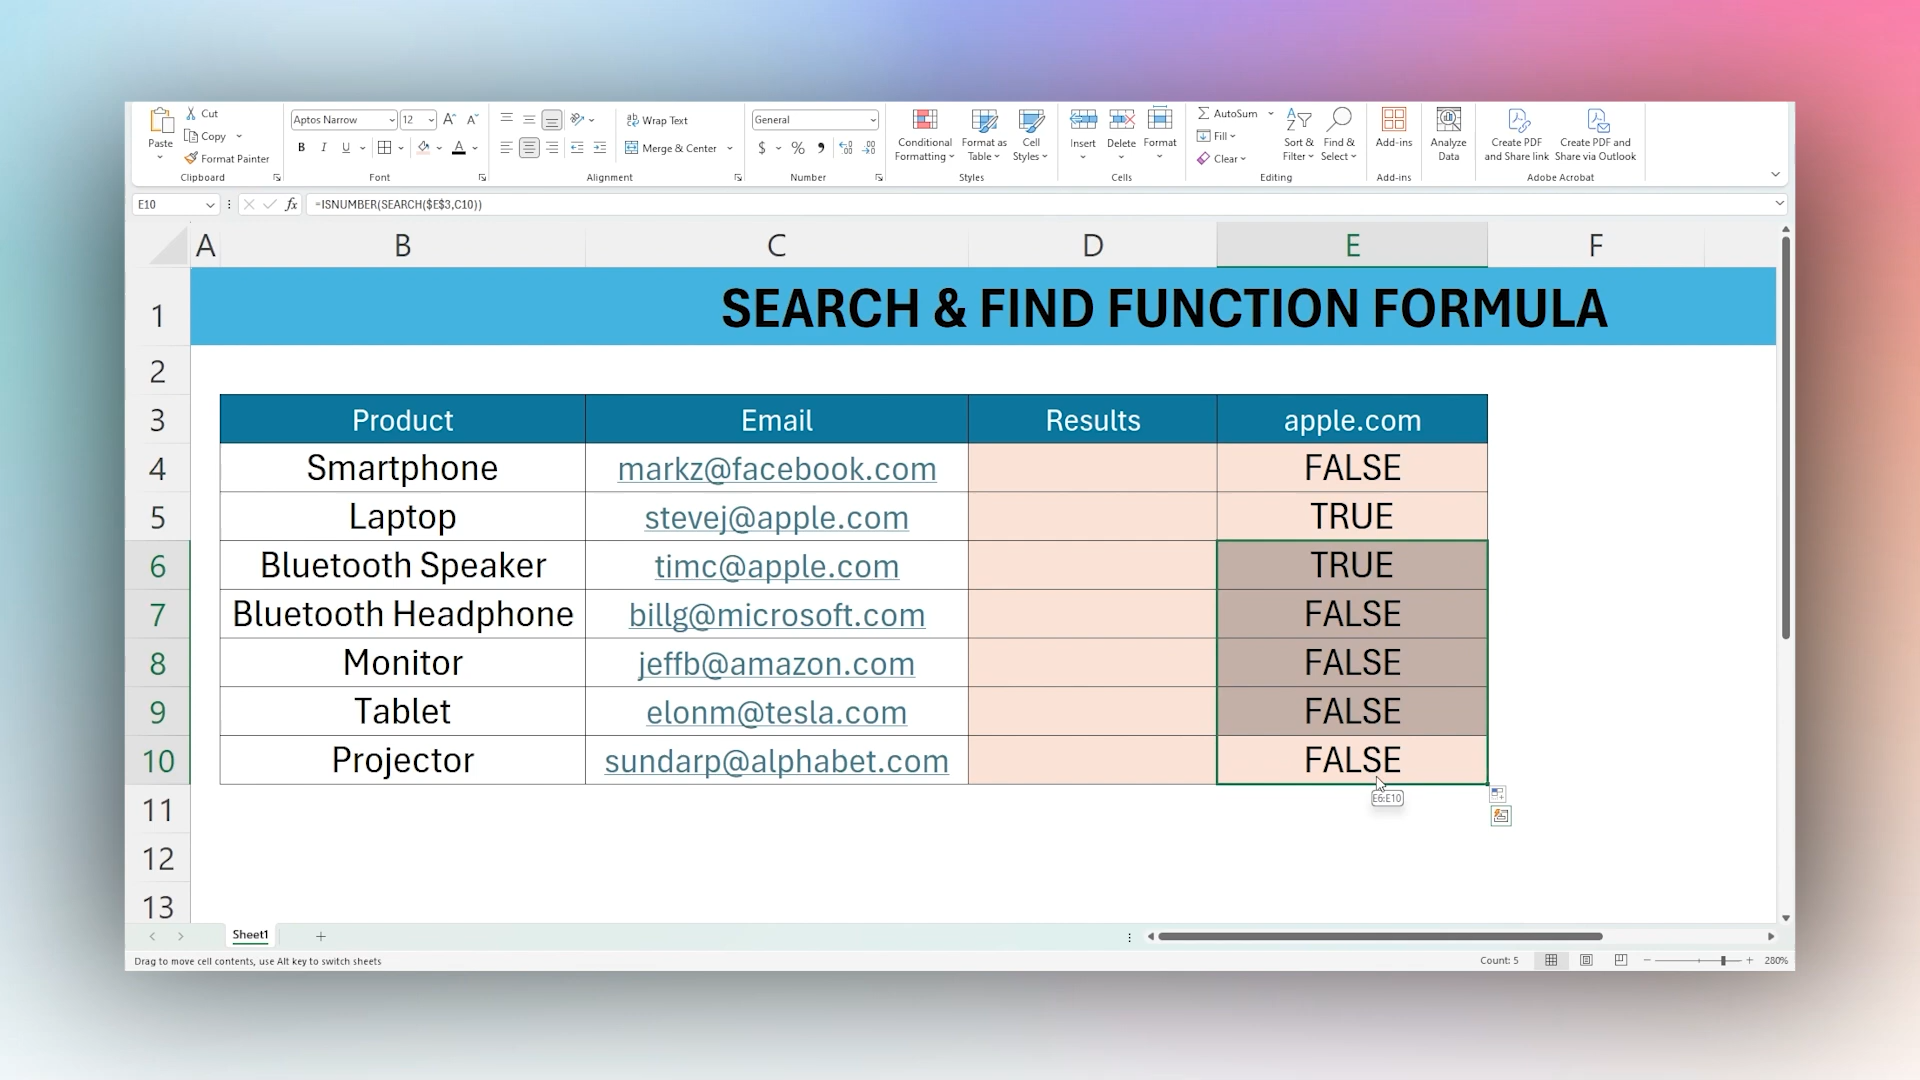 Paste
Cut
Copy
Format Painter
Clipboard
Aptos Narrow 12
B I U
Font
Wrap Text
Merge & Center
Alignment
General
$ % ,
Number
Conditional Formatting
Format as Table
Cell Styles
Styles
Insert
Delete
Format
Cells
AutoSum
Fill
Clear
Sort & Filter
Find & Select
Editing
Add-ins
Add-ins
Analyze Data
Create PDF and Share link
Create PDF and Share via Outlook
Adobe Acrobat
E10 fx =ISNUMBER(SEARCH($E$3,C10))
A B C D E F
1 SEARCH & FIND FUNCTION FORMULA
2
3 Product Email Results apple.com
4 Smartphone markz@facebook.com FALSE
5 Laptop stevej@apple.com TRUE
6 Bluetooth Speaker timc@apple.com TRUE
7 Bluetooth Headphone billg@microsoft.com FALSE
8 Monitor jeffb@amazon.com FALSE
9 Tablet elonm@tesla.com FALSE
10 Projector sundarp@alphabet.com FALSE
E6:E10
11
12
13
Sheet1
Drag to move cell contents, use Alt key to switch sheets
Count: 5
280%